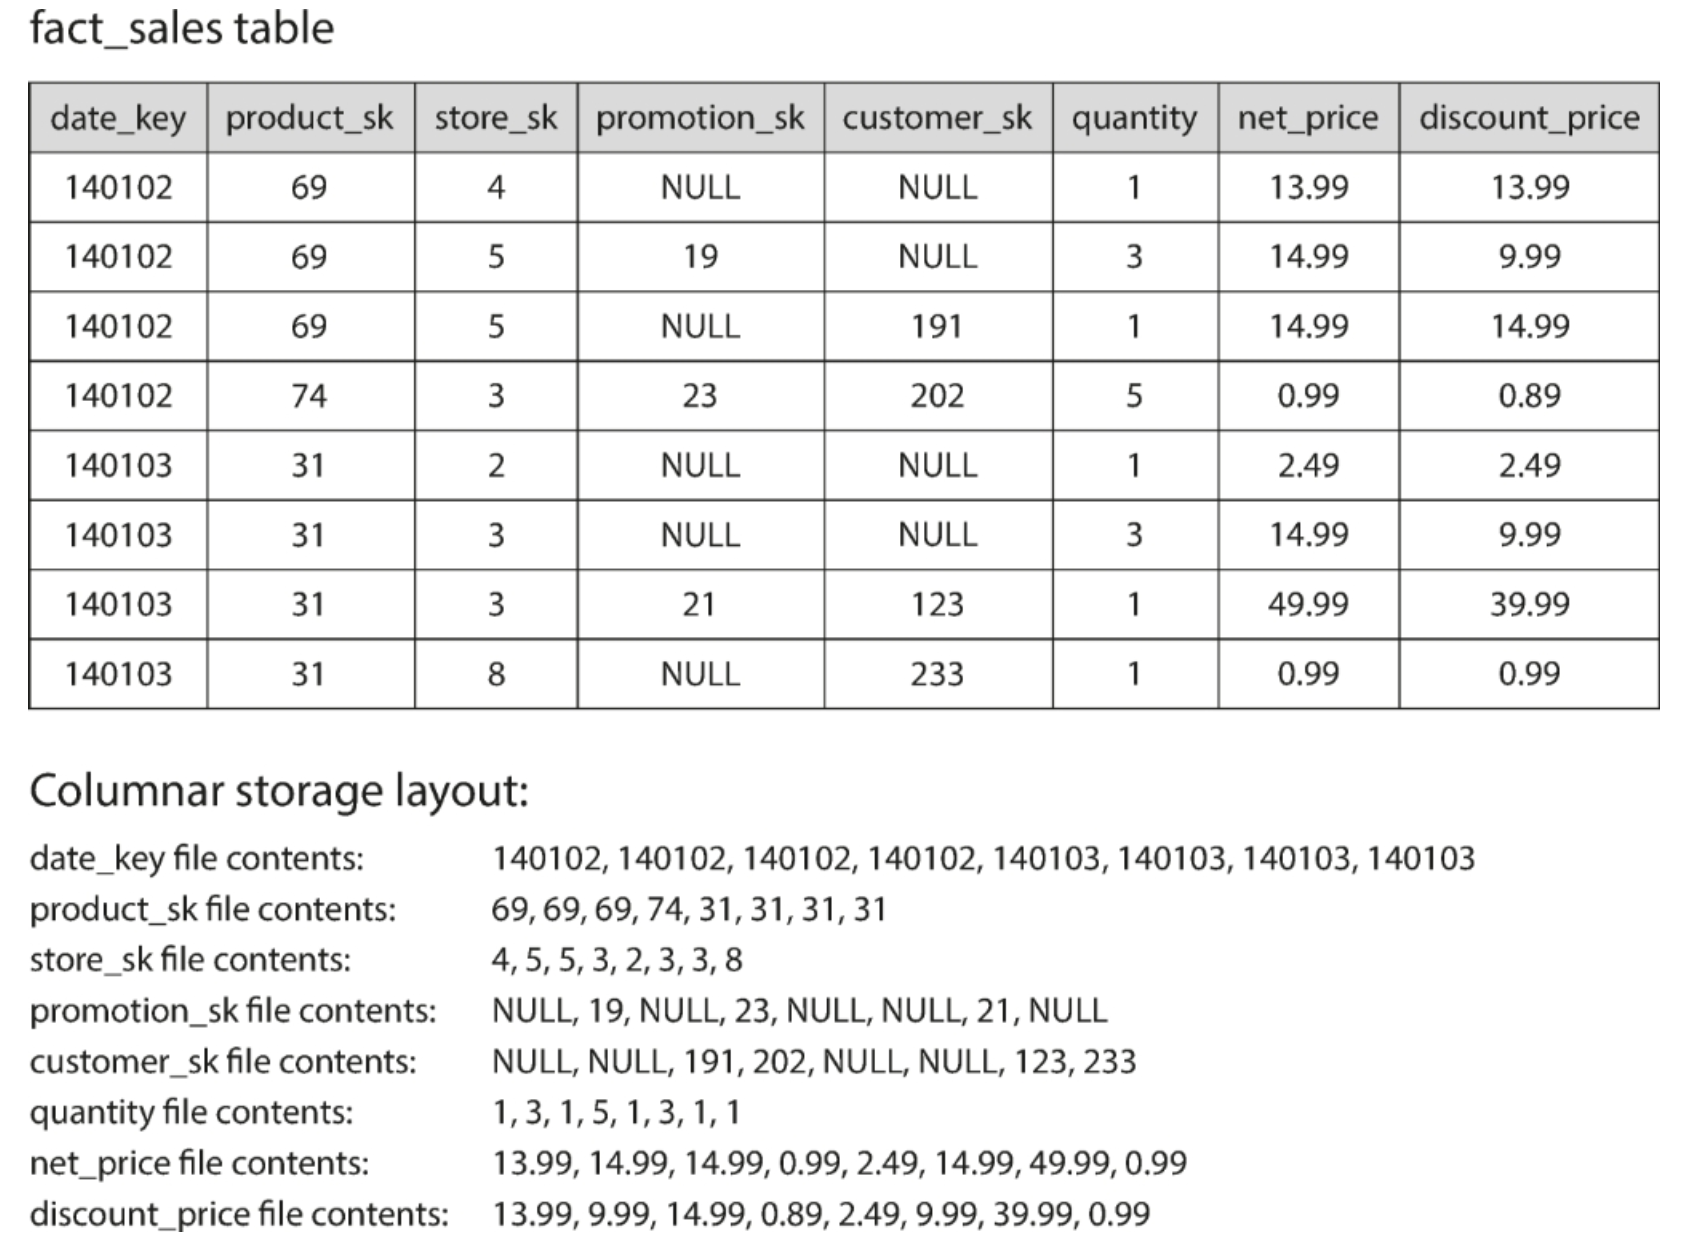 fact_sales table
date_key product_sk store_sk promotion_sk customer_sk quantity net_price discount_price
140102 69 4 NULL NULL 1 13.99 13.99
140102 69 5 19 NULL 3 14.99 9.99
140102 69 5 NULL 191 1 14.99 14.99
140102 74 3 23 202 5 0.99 0.89
140103 31 2 NULL NULL 1 2.49 2.49
140103 31 3 NULL NULL 3 14.99 9.99
140103 31 3 21 123 1 49.99 39.99
140103 31 8 NULL 233 1 0.99 0.99
Columnar storage layout:
date_key file contents: 140102, 140102, 140102, 140102, 140103, 140103, 140103, 140103
product_sk file contents: 69, 69, 69, 74, 31, 31, 31, 31
store_sk file contents: 4, 5, 5, 3, 2, 3, 3, 8
promotion_sk file contents: NULL, 19, NULL, 23, NULL, NULL, 21, NULL
customer_sk file contents: NULL, NULL, 191, 202, NULL, NULL, 123, 233
quantity file contents: 1, 3, 1, 5, 1, 3, 1, 1
net_price file contents: 13.99, 14.99, 14.99, 0.99, 2.49, 14.99, 49.99, 0.99
discount_price file contents: 13.99, 9.99, 14.99, 0.89, 2.49, 9.99, 39.99, 0.99